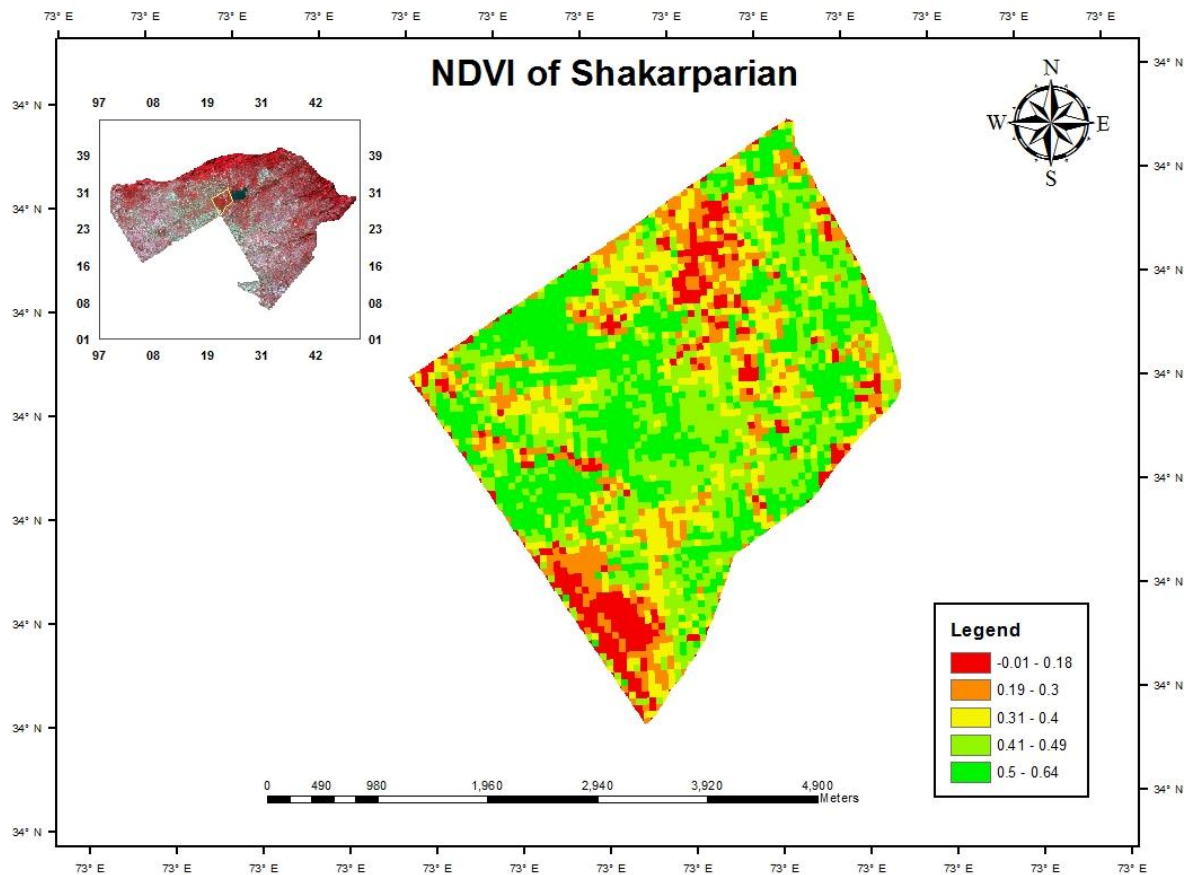 73° E 73° E 73° E 73° E 73° E 73° E 73° E 73° E 73° E 73° E 73° E 73° E 73° E
NDVI of Shakarparian
N
W E
S
97 08 19 31 42
39 39
31 31
23 23
16 16
08 08
01 01
97 08 19 31 42
34° N 34° N
34° N 34° N
34° N 34° N
34° N 34° N
34° N 34° N
34° N 34° N
34° N 34° N
34° N 34° N
Legend
-0.01 - 0.18
0.19 - 0.3
0.31 - 0.4
0.41 - 0.49
0.5 - 0.64
0 490 980 1,960 2,940 3,920 4,900
Meters
73° E 73° E 73° E 73° E 73° E 73° E 73° E 73° E 73° E 73° E 73° E 73° E 73° E